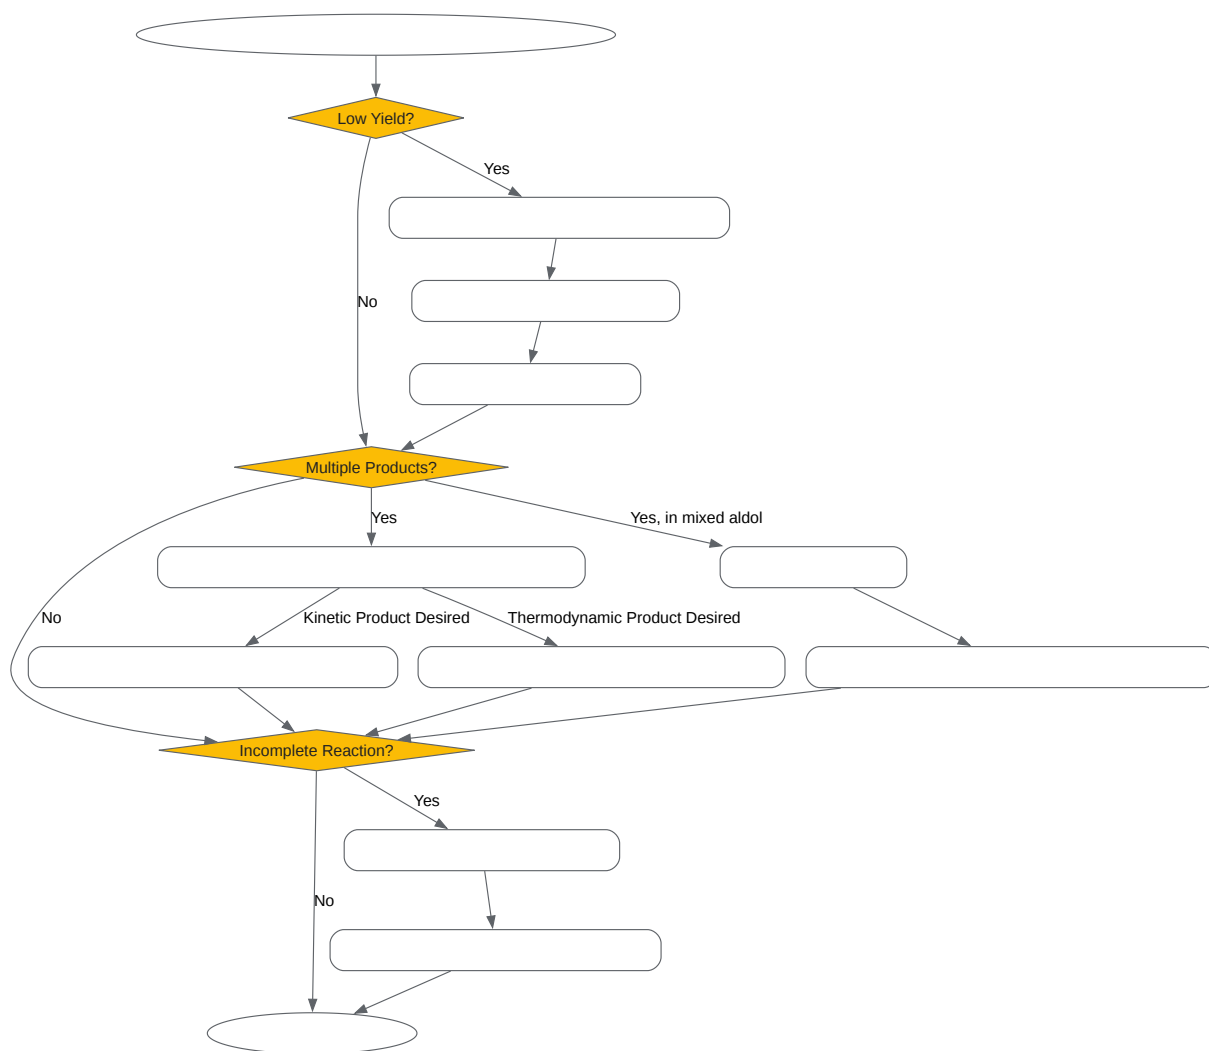 Low Yield?
Yes
No
Multiple Products?
Yes
Yes, in mixed aldol
No
Kinetic Product Desired
Thermodynamic Product Desired
Incomplete Reaction?
Yes
No